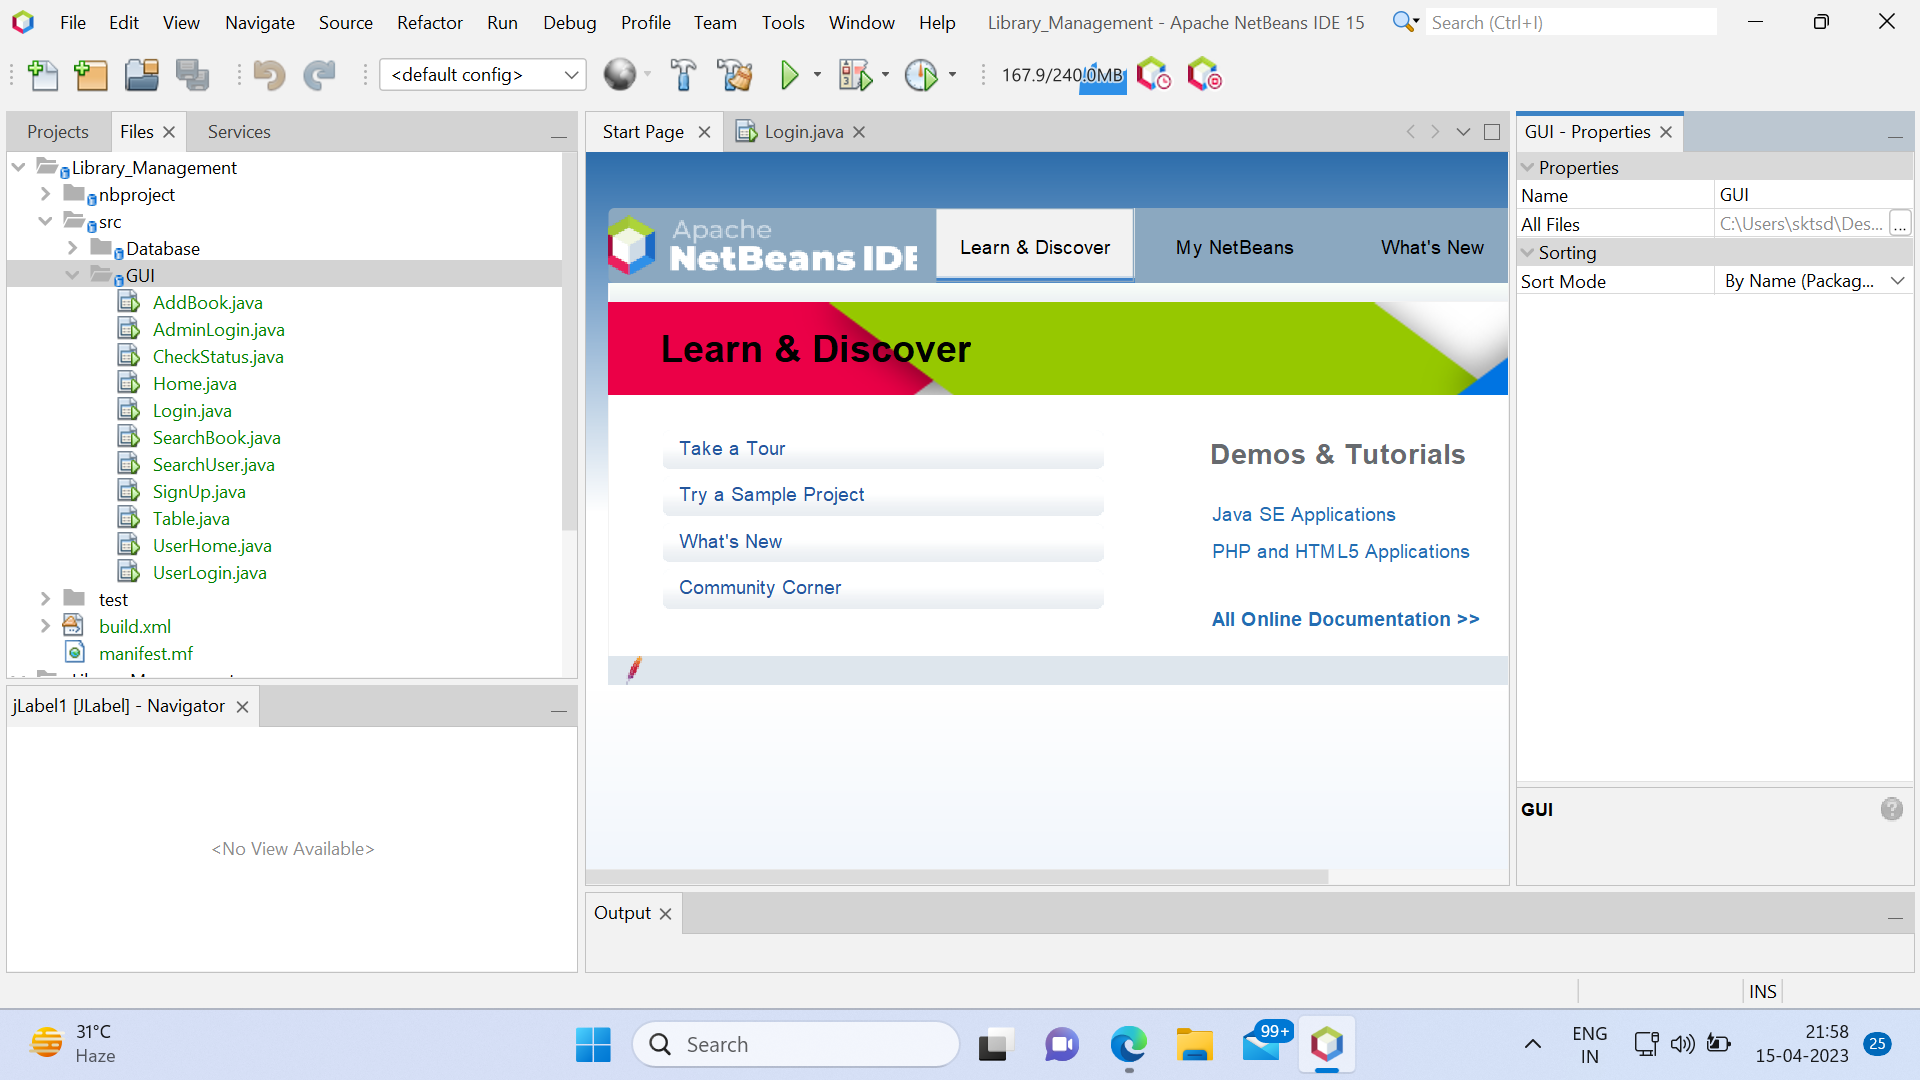 File Edit View Navigate Source Refactor Run Debug Profile Team Tools Window Help Library_Management - Apache NetBeans IDE 15 Search (Ctrl+I)
<default config> 167.9/240.0MB
Projects Files Services
Library_Management
nbproject
src
Database
GUI
AddBook.java
AdminLogin.java
CheckStatus.java
Home.java
Login.java
SearchBook.java
SearchUser.java
SignUp.java
Table.java
UserHome.java
UserLogin.java
test
build.xml
manifest.mf
jLabel1 [JLabel] - Navigator
<No View Available>
Start Page Login.java
Apache
NetBeans IDE
Learn & Discover My NetBeans What's New
Learn & Discover
Take a Tour
Try a Sample Project
What's New
Community Corner
Demos & Tutorials
Java SE Applications
PHP and HTML5 Applications
All Online Documentation >>
Output
GUI - Properties
Properties
Name GUI
All Files C:\Users\sktsd\Des... ...
Sorting
Sort Mode By Name (Packag...
GUI
?
INS
31°C
Haze
Search
99+
ENG
IN
21:58
15-04-2023
25